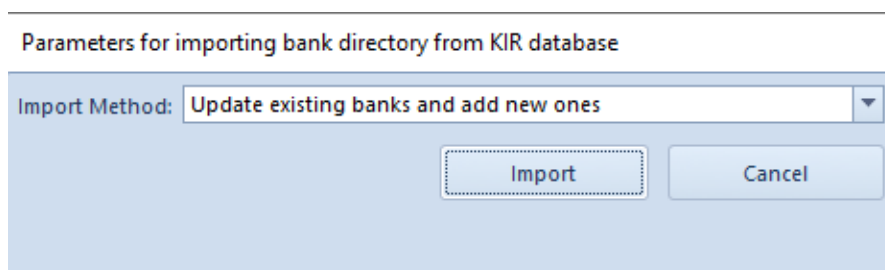 Parameters for importing bank directory from KIR database
Import Method: Update existing banks and add new ones
Import Cancel